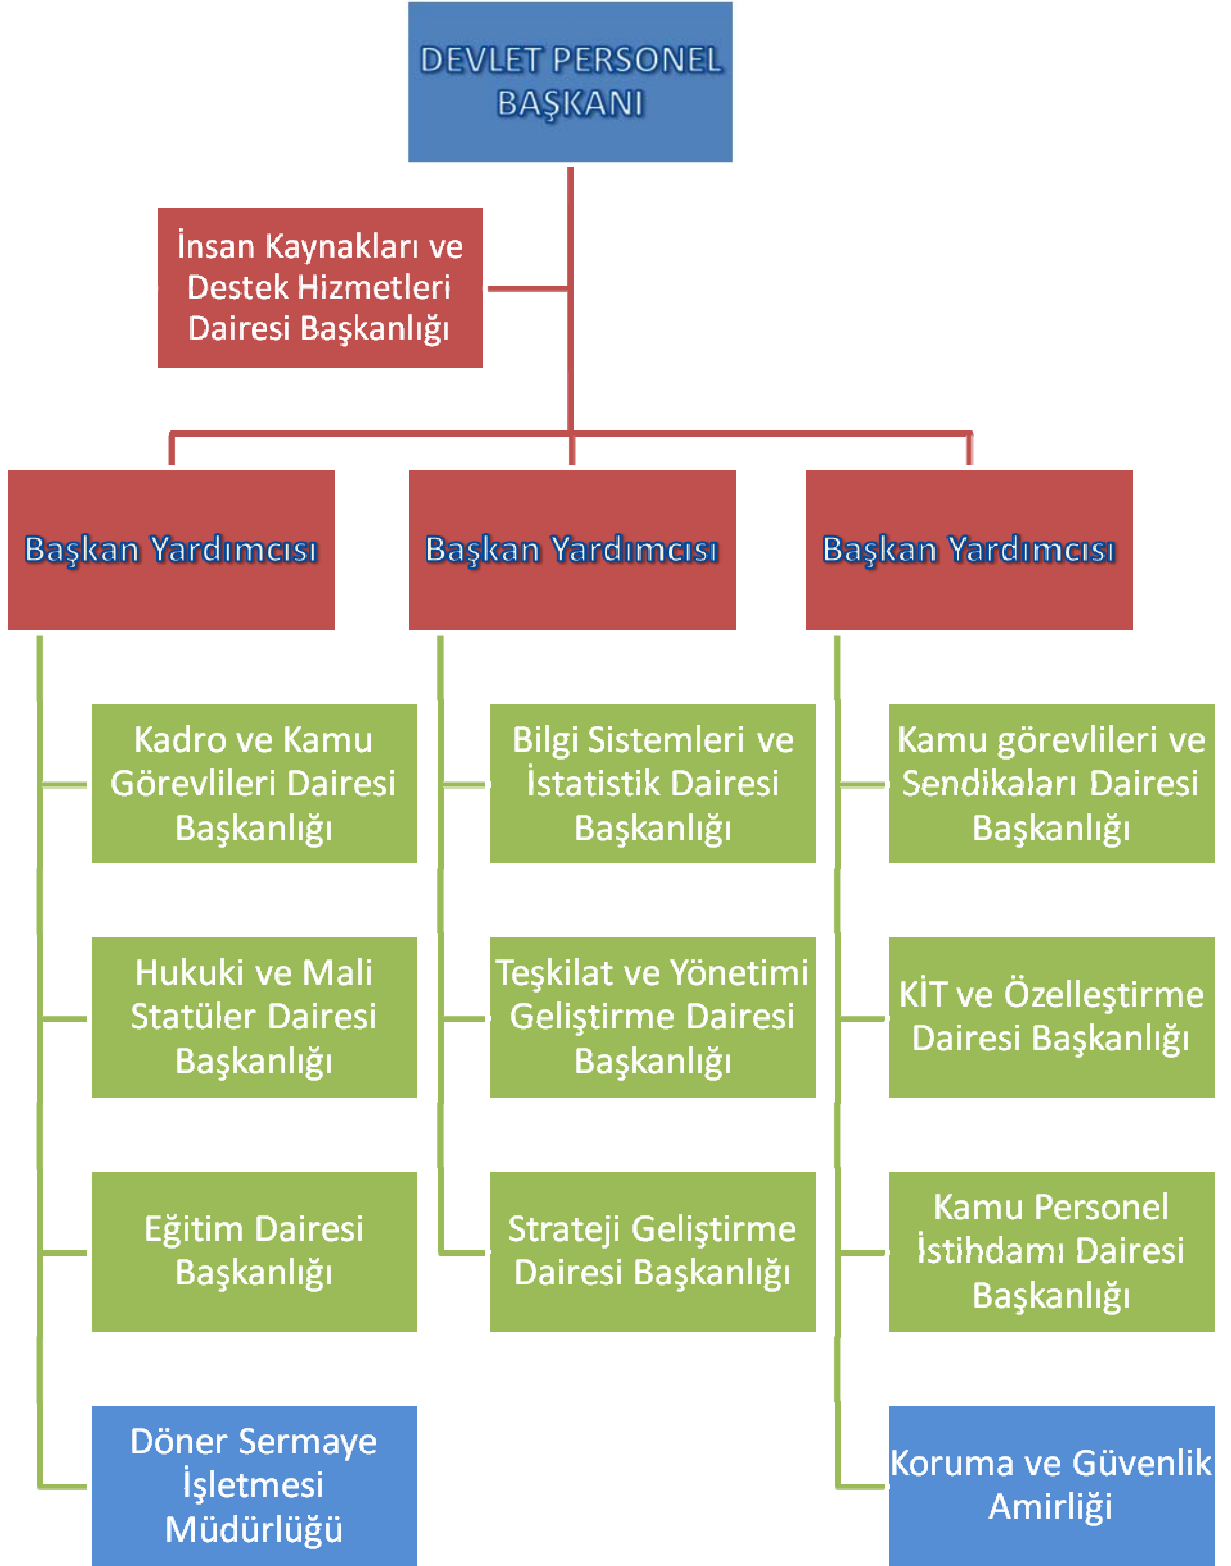 DEVLET PERSONEL
BAŞKANI
İnsan Kaynakları ve
Destek Hizmetleri
Dairesi Başkanlığı
Başkan Yardımcısı
Başkan Yardımcısı
Başkan Yardımcısı
Kadro ve Kamu
Görevlileri Dairesi
Başkanlığı
Bilgi Sistemleri ve
İstatistik Dairesi
Başkanlığı
Kamu görevlileri ve
Sendikaları Dairesi
Başkanlığı
Hukuki ve Mali
Statüler Dairesi
Başkanlığı
Teşkilat ve Yönetimi
Geliştirme Dairesi
Başkanlığı
KİT ve Özelleştirme
Dairesi Başkanlığı
Eğitim Dairesi
Başkanlığı
Strateji Geliştirme
Dairesi Başkanlığı
Kamu Personel
İstihdamı Dairesi
Başkanlığı
Döner Sermaye
İşletmesi
Müdürlüğü
Koruma ve Güvenlik
Amirliği